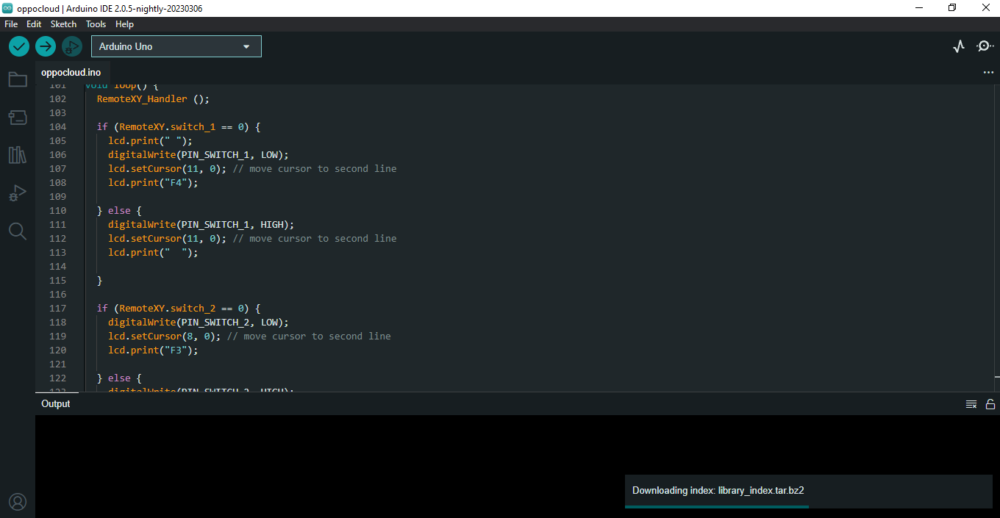 oppocloud | Arduino IDE 2.0.5-nightly-20230306
File Edit Sketch Tools Help
Arduino Uno
oppocloud.ino
101 void loop() {
102 RemoteXY_Handler ();
103
104 if (RemoteXY.switch_1 == 0) {
105 lcd.print(" ");
106 digitalWrite(PIN_SWITCH_1, LOW);
107 lcd.setCursor(11, 0); // move cursor to second line
108 lcd.print("F4");
109
110 } else {
111 digitalWrite(PIN_SWITCH_1, HIGH);
112 lcd.setCursor(11, 0); // move cursor to second line
113 lcd.print("  ");
114
115 }
116
117 if (RemoteXY.switch_2 == 0) {
118 digitalWrite(PIN_SWITCH_2, LOW);
119 lcd.setCursor(8, 0); // move cursor to second line
120 lcd.print("F3");
121
122 } else {
123 digitalWrite(PIN_SWITCH_2, HIGH);
Output
Downloading index: library_index.tar.bz2